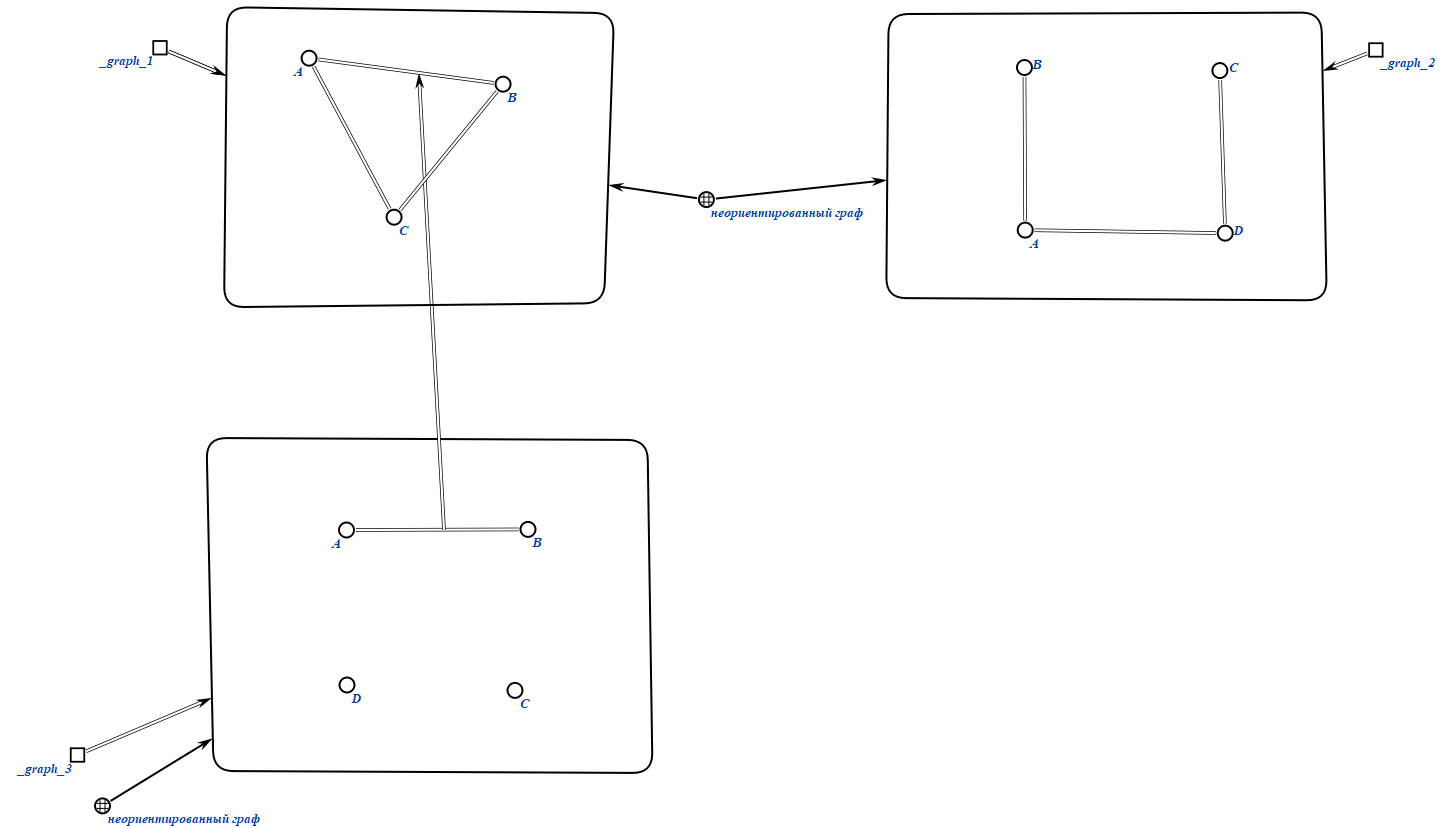 _graph_1
A
B
C
неориентированный граф
B
C
A
D
_graph_2
A
B
D
C
_graph_3
неориентированный граф